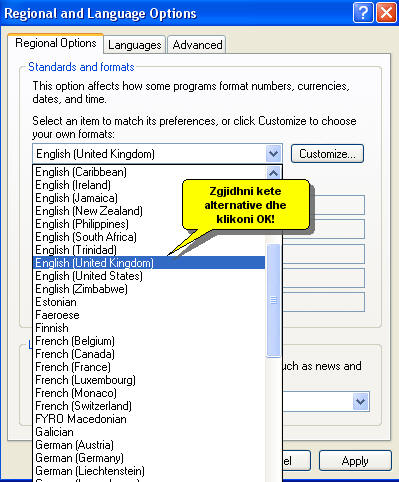 Regional and Language Options
Regional Options
Languages
Advanced
Standards and formats
This option affects how some programs format numbers, currencies,
dates, and time.
Select an item to match its preferences, or click Customize to choose
your own formats:
English (United Kingdom)
Customize...
English (Caribbean)
English (Ireland)
English (Jamaica)
English (New Zealand)
English (Philippines)
English (South Africa)
English (Trinidad)
English (United Kingdom)
English (United States)
English (Zimbabwe)
Estonian
Faeroese
Finnish
French (Belgium)
French (Canada)
French (France)
French (Luxembourg)
French (Monaco)
French (Switzerland)
FYRO Macedonian
Galician
German (Austria)
German (Germany)
German (Liechtenstein)
Zgjidhni kete
alternative dhe
klikoni OK!
such as news and
Apply